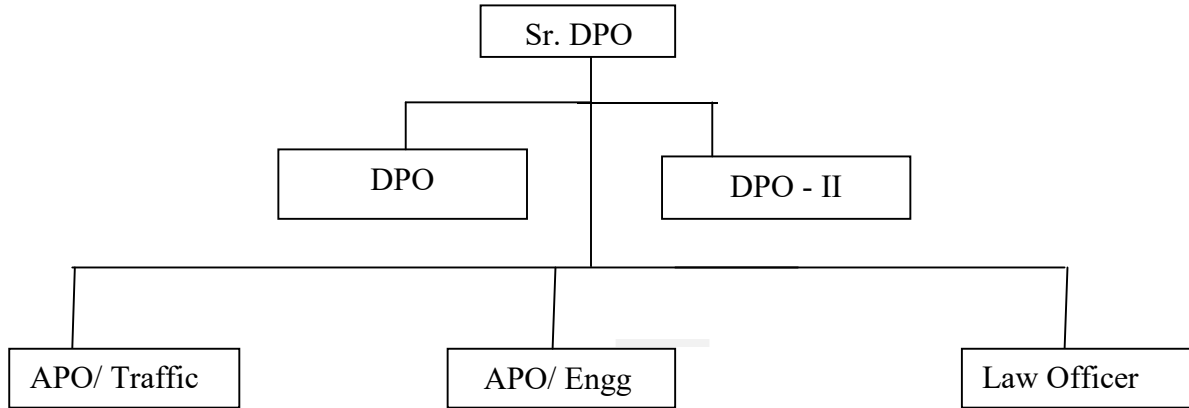 Sr. DPO
DPO
DPO - II
APO/ Traffic
APO/ Engg
Law Officer